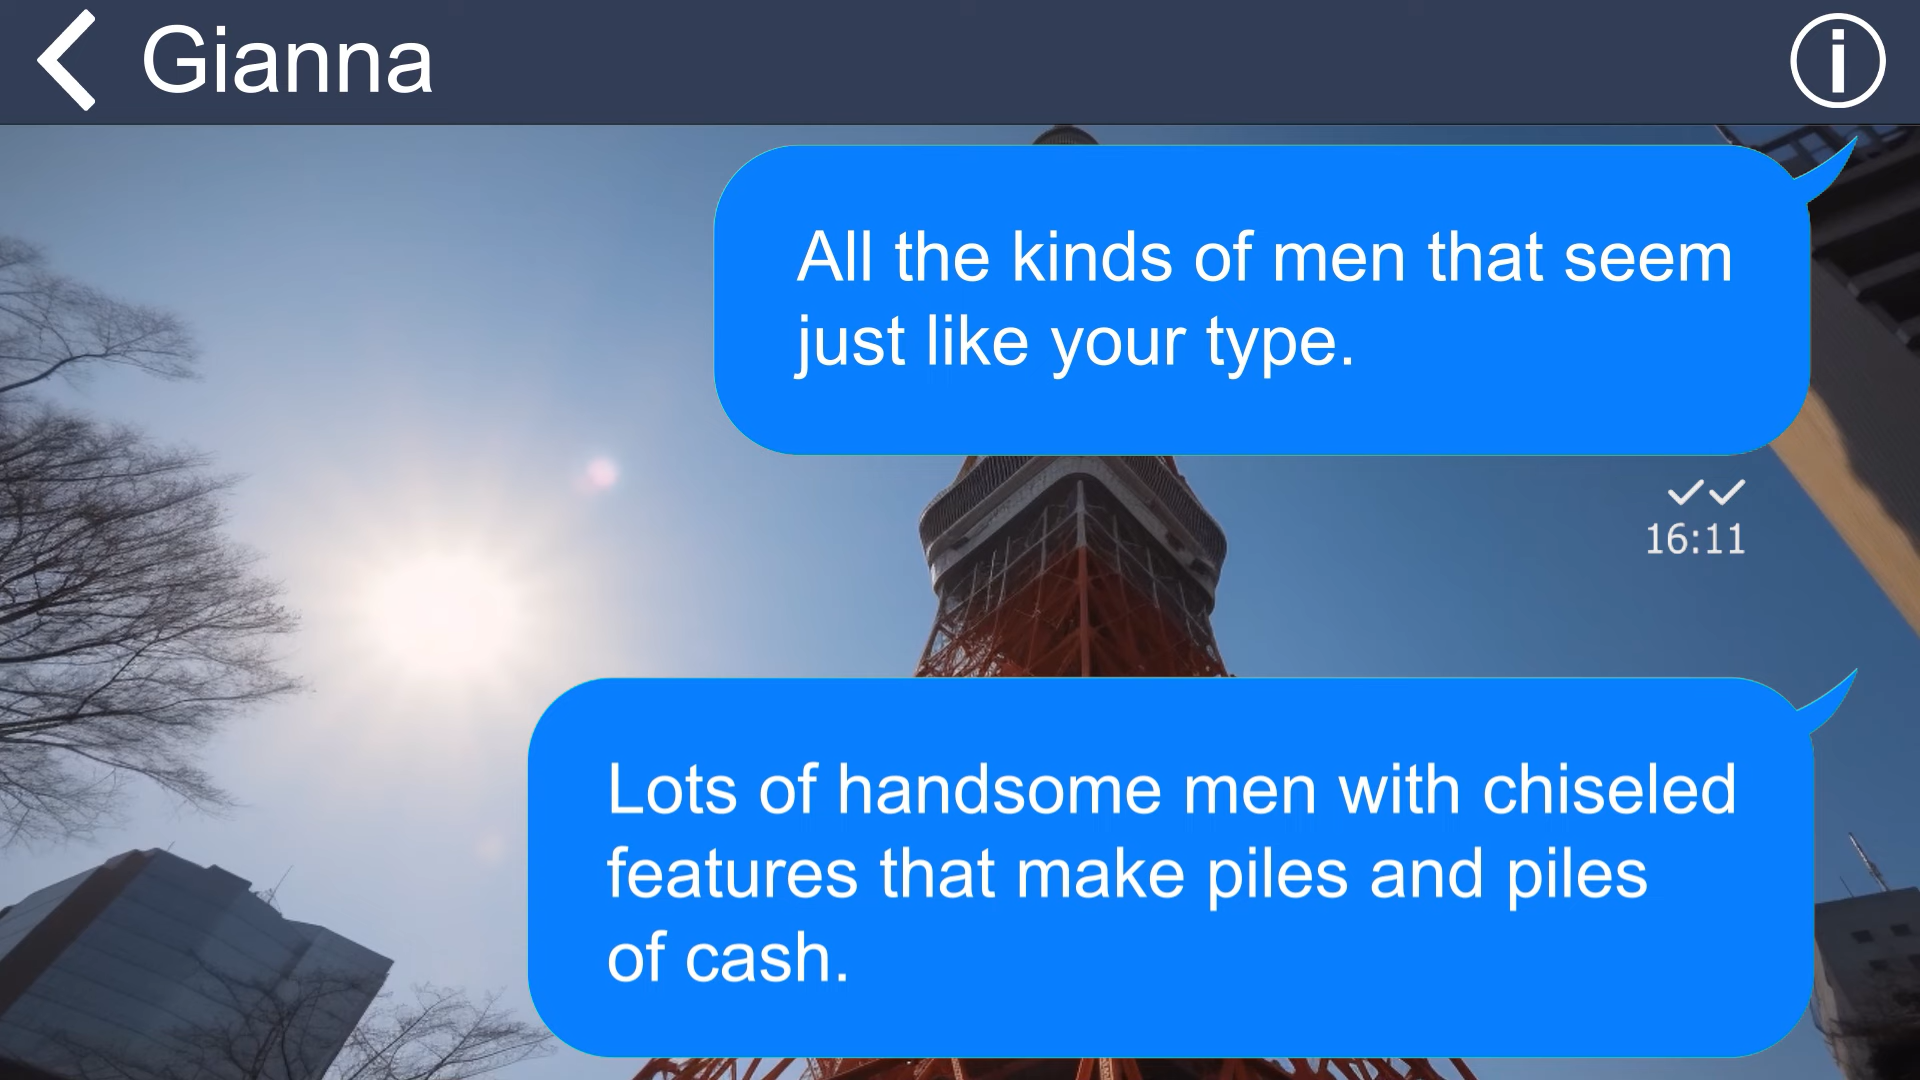 Gianna
All the kinds of men that seem
just like your type.
16:11
Lots of handsome men with chiseled
features that make piles and piles
of cash.